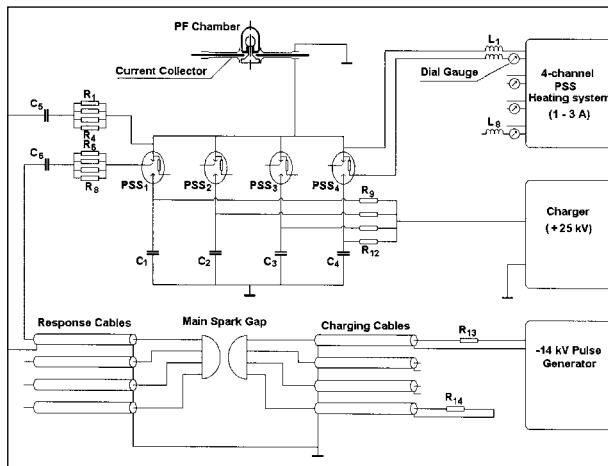 PF Chamber
Current Collector
L1
Dial Gauge
4-channel
PSS
Heating system
(1 - 3 A)
L8
C5
R1
R4
R5
C6
R8
PSS1
PSS2
PSS3
PSS4
R9
R12
C1
C2
C3
C4
Charger
(+25 kV)
Response Cables
Main Spark Gap
Charging Cables
R13
R14
-14 kV Pulse
Generator